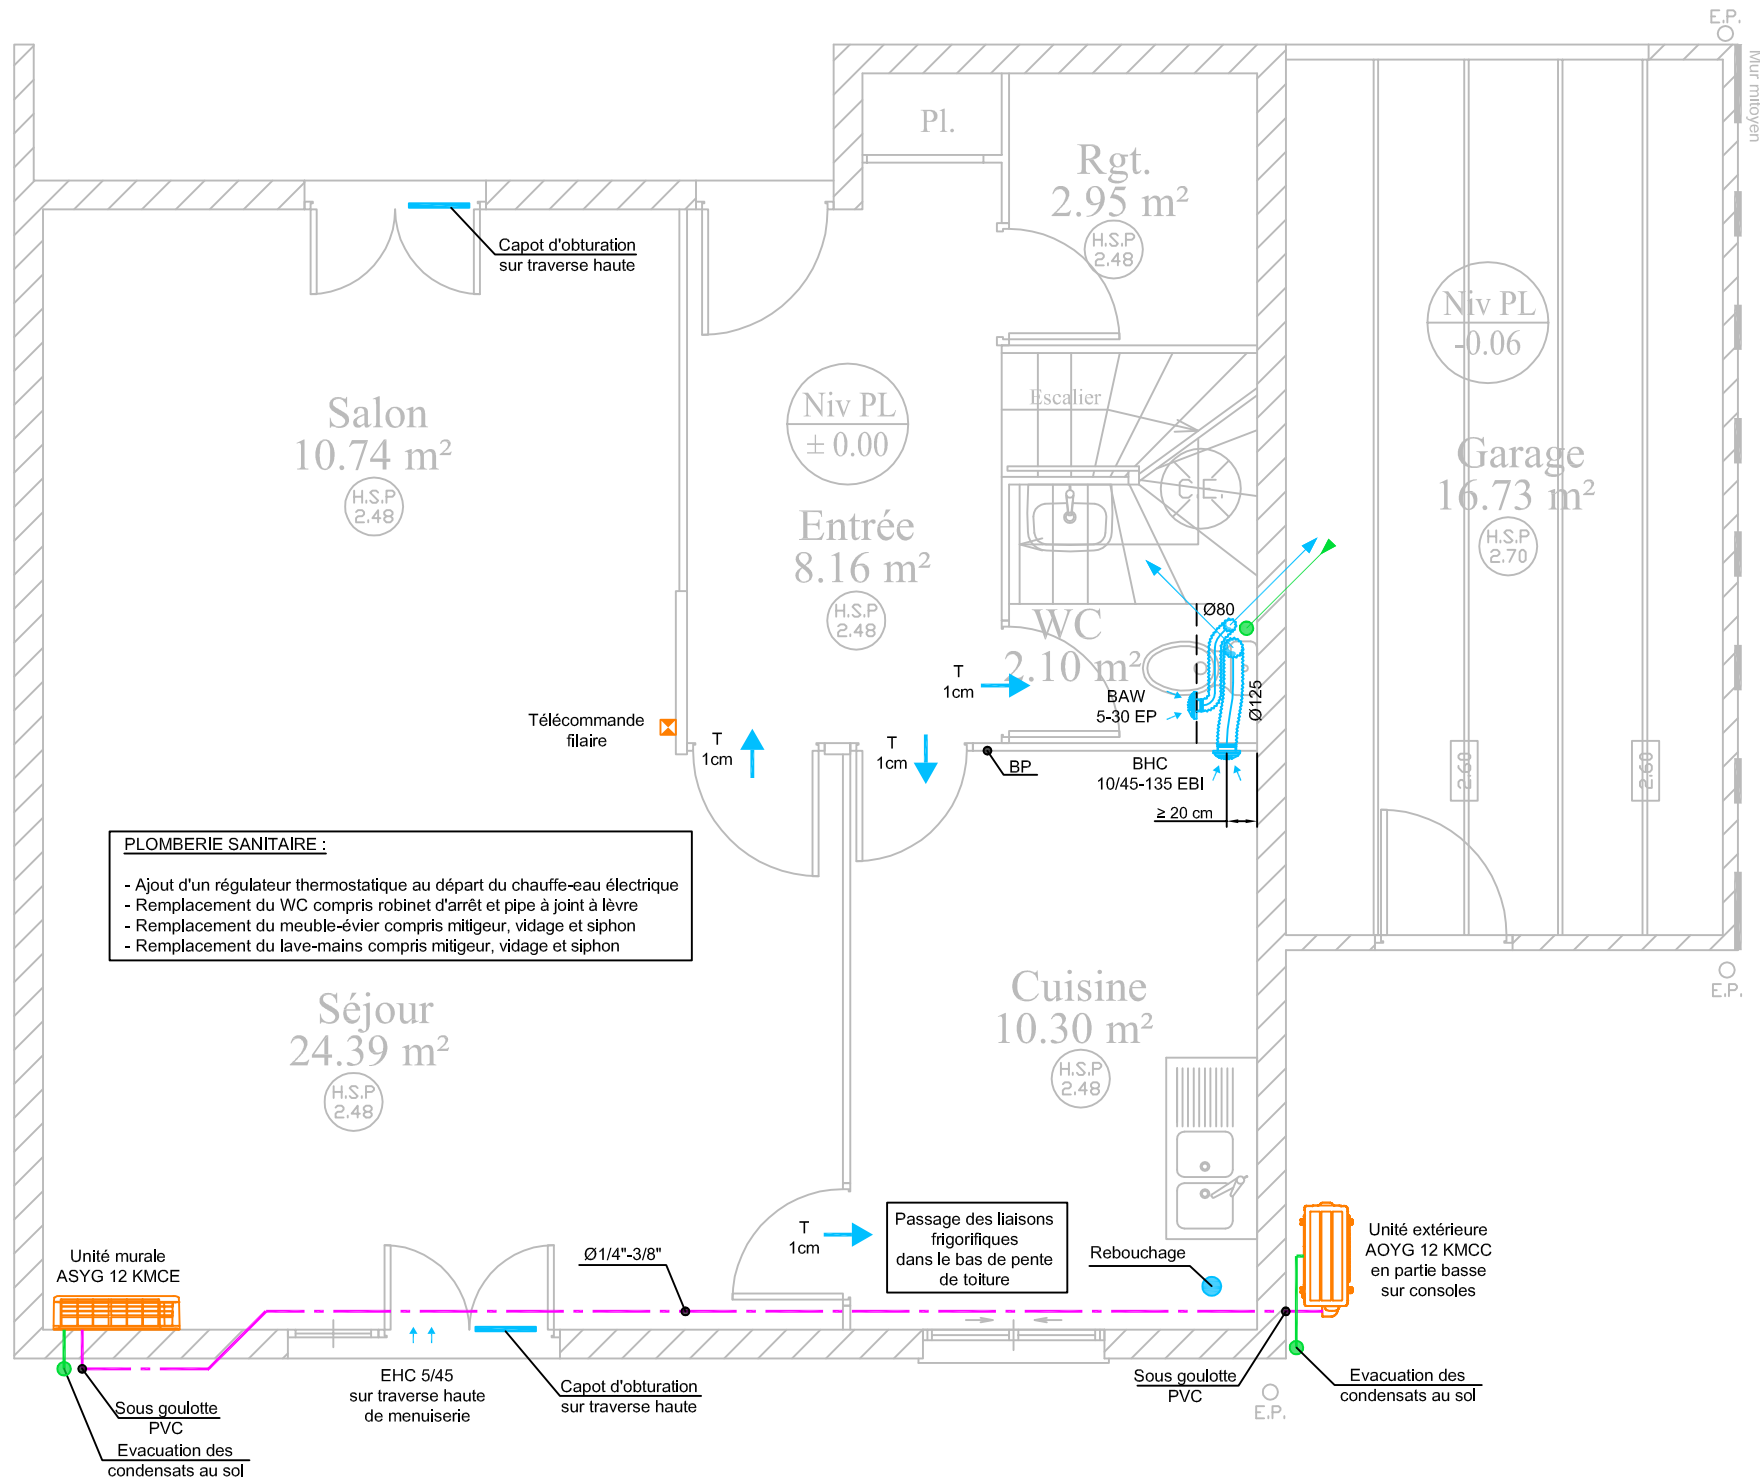 E.P.
Mur mitoyen
Pl.
Rgt.
2.95 m²
H.S.P
2.48
Capot d'obturation
sur traverse haute
Niv PL
-0.06
Salon
10.74 m²
H.S.P
2.48
Niv PL
± 0.00
Escalier
C.E.
Garage
16.73 m²
H.S.P
2.70
Entrée
8.16 m²
H.S.P
2.48
WC
2.10 m²
Ø80
Ø125
T
1cm
BAW
5-30 EP
Télécommande
filaire
T
1cm
T
1cm
BP
BHC
10/45-135 EBI
≥ 20 cm
2.60
2.60
PLOMBERIE SANITAIRE :
- Ajout d'un régulateur thermostatique au départ du chauffe-eau électrique
- Remplacement du WC compris robinet d'arrêt et pipe à joint à lèvre
- Remplacement du meuble-évier compris mitigeur, vidage et siphon
- Remplacement du lave-mains compris mitigeur, vidage et siphon
E.P.
Séjour
24.39 m²
H.S.P
2.48
Cuisine
10.30 m²
H.S.P
2.48
Unité murale
ASYG 12 KMCE
Ø1/4"-3/8"
T
1cm
Passage des liaisons
frigorifiques
dans le bas de pente
de toiture
Rebouchage
Unité extérieure
AOYG 12 KMCC
en partie basse
sur consoles
EHC 5/45
sur traverse haute
de menuiserie
Capot d'obturation
sur traverse haute
Sous goulotte
PVC
Evacuation des
condensats au sol
E.P.
Sous goulotte
PVC
Evacuation des
condensats au sol